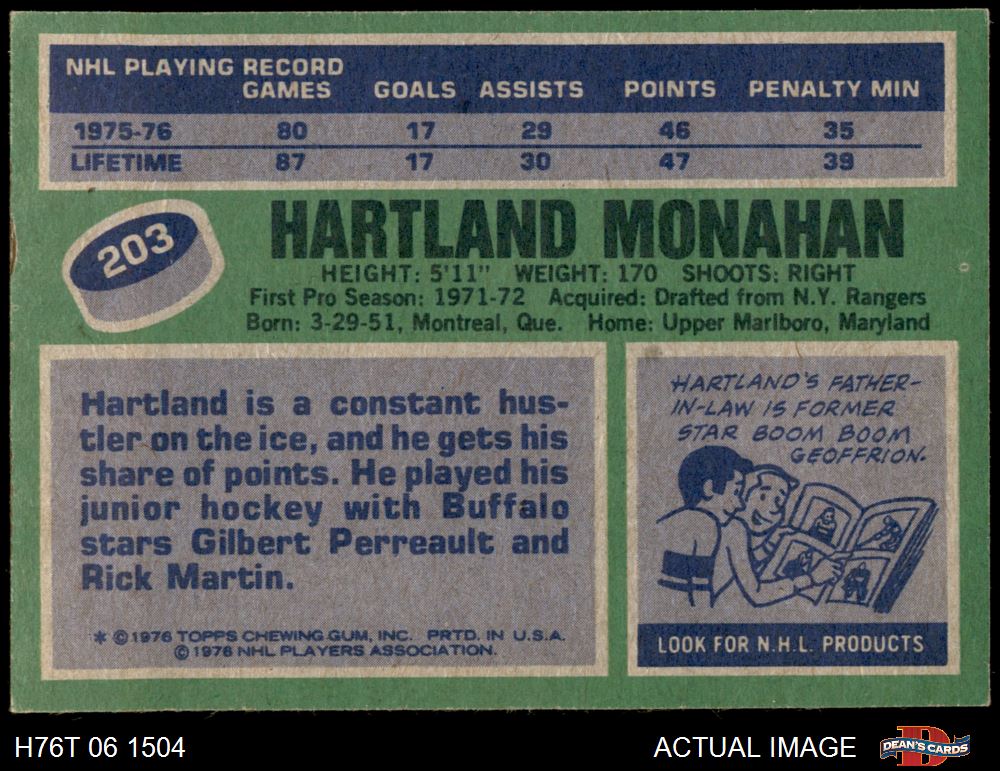 NHL PLAYING RECORD
GAMES GOALS ASSISTS POINTS PENALTY MIN
1975-76 80 17 29 46 35
LIFETIME 87 17 30 47 39
203
HARTLAND MONAHAN
HEIGHT: 5'11" WEIGHT: 170 SHOOTS: RIGHT
First Pro Season: 1971-72 Acquired: Drafted from N.Y. Rangers
Born: 3-29-51, Montreal, Que. Home: Upper Marlboro, Maryland
Hartland is a constant hus-
tler on the ice, and he gets his
share of points. He played his
junior hockey with Buffalo
stars Gilbert Perreault and
Rick Martin.
* © 1976 TOPPS CHEWING GUM, INC. PRTD. IN U.S.A.
© 1976 NHL PLAYERS ASSOCIATION.
HARTLAND'S FATHER-
IN-LAW IS FORMER
STAR BOOM BOOM
GEOFFRION.
LOOK FOR N.H.L. PRODUCTS
H76T 06 1504
ACTUAL IMAGE
DEAN'S CARDS